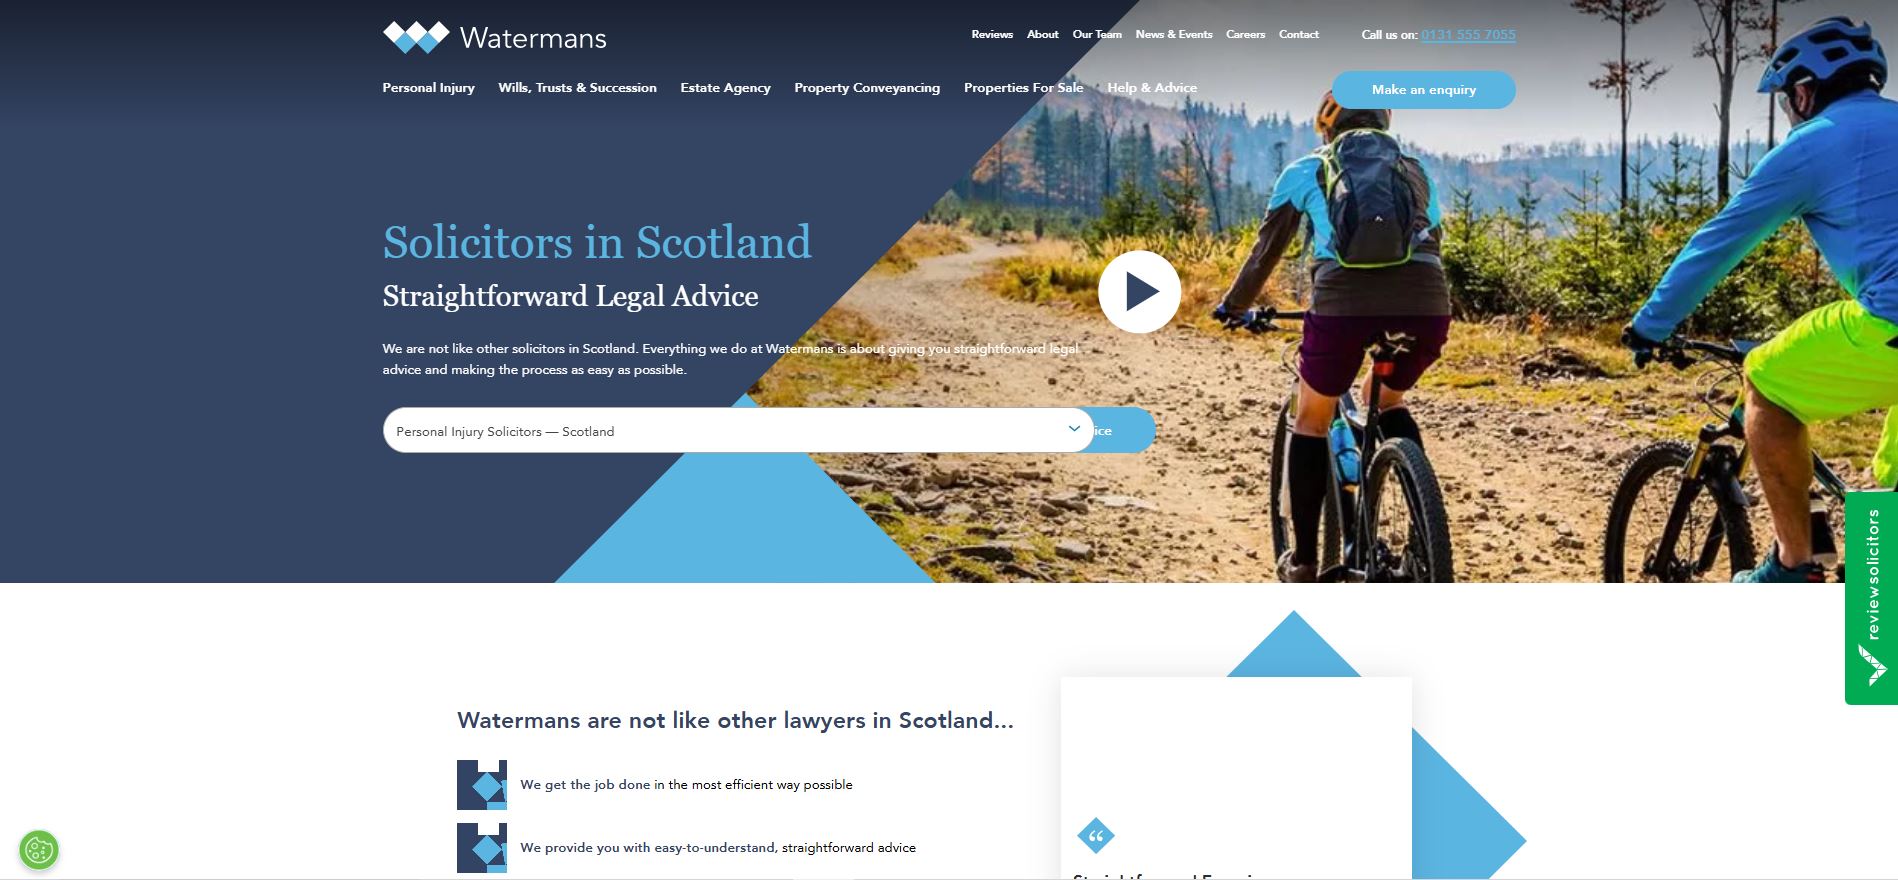 Watermans
Reviews About Our Team News & Events Careers Contact Call us on: 0131 555 7055
Personal Injury Wills, Trusts & Succession Estate Agency Property Conveyancing Properties For Sale Help & Advice Make an enquiry
Solicitors in Scotland
Straightforward Legal Advice
We are not like other solicitors in Scotland. Everything we do at Watermans is about giving you straightforward legal
advice and making the process as easy as possible.
Personal Injury Solicitors — Scotland
ice
reviewsolicitors
Watermans are not like other lawyers in Scotland...
We get the job done in the most efficient way possible
We provide you with easy-to-understand, straightforward advice
“